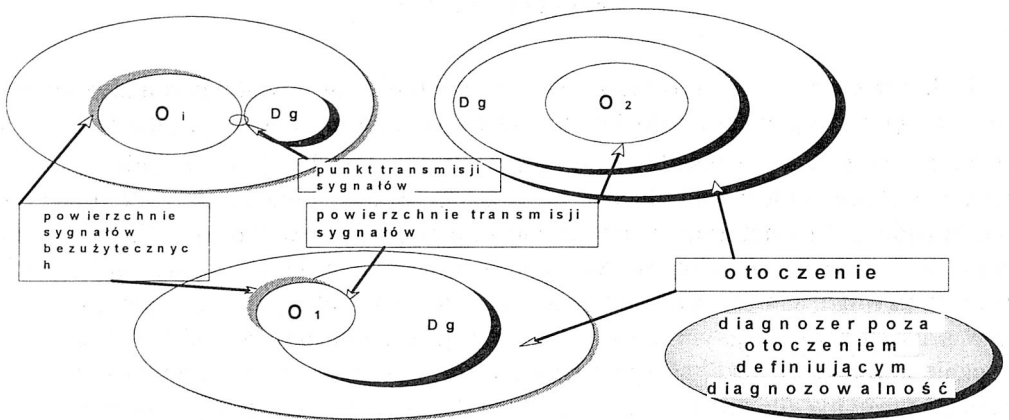 O i
D g
D g
O 2
punkt transmisji
sygnałów
powierzchnie
sygnałów
bezużytecznyc
h
powierzchnie transmisji
sygnałów
otoczenie
O 1
D g
diagnozer poza
otoczeniem
definiującym
diagnozowalność